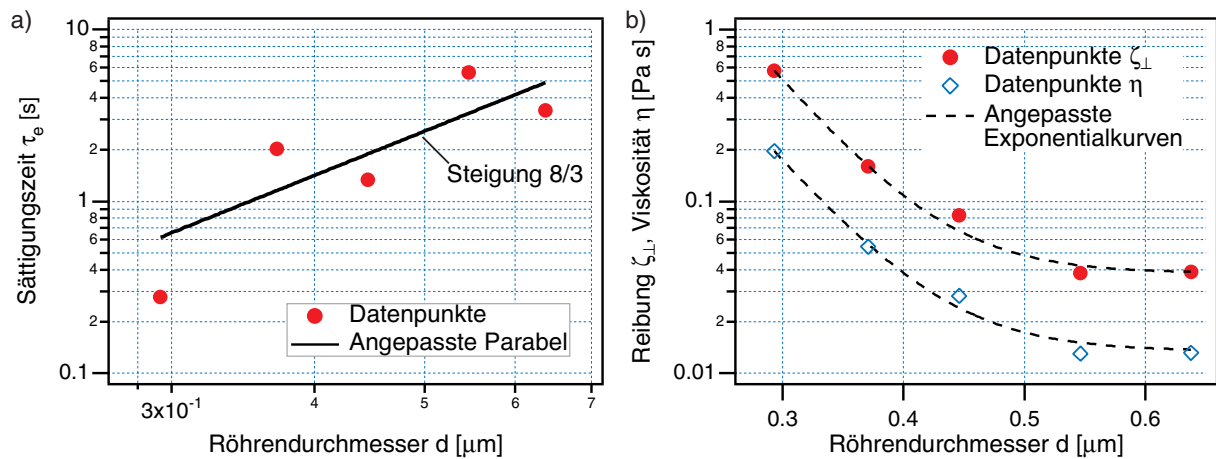 a)
Sättigungszeit τe [s]
10
8
6
4
2
1
8
6
4
2
0.1
Steigung 8/3
Datenpunkte
Angepasste Parabel
3x10-1
4
5
6
7
Röhrendurchmesser d [μm]
b)
Reibung ζ⊥, Viskosität η [Pa s]
1
8
6
4
2
0.1
8
6
4
2
0.01
Datenpunkte ζ⊥
Datenpunkte η
Angepasste
Exponentialkurven
0.3
0.4
0.5
0.6
Röhrendurchmesser d [μm]